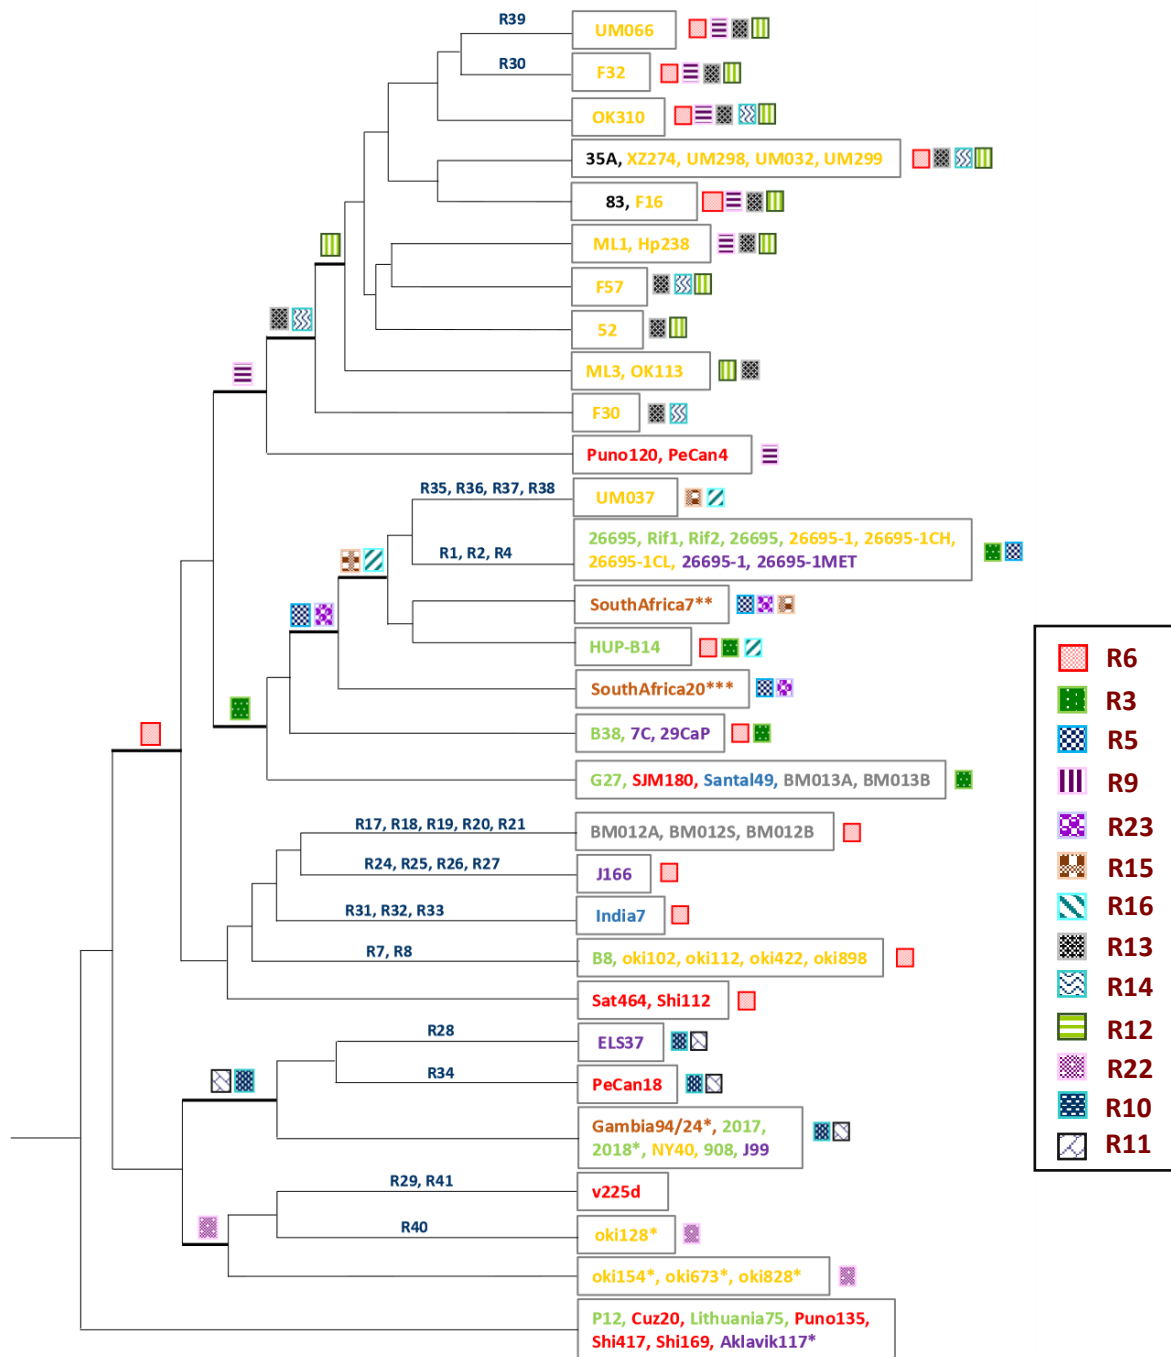 R39
UM066
R30
F32
OK310
35A, XZ274, UM298, UM032, UM299
83, F16
ML1, Hp238
F57
52
ML3, OK113
F30
Puno120, PeCan4
R35, R36, R37, R38
UM037
26695, Rif1, Rif2, 26695, 26695-1, 26695-1CH,
26695-1CL, 26695-1, 26695-1MET
R1, R2, R4
SouthAfrica7**
HUP-B14
SouthAfrica20***
B38, 7C, 29CaP
G27, SJM180, Santal49, BM013A, BM013B
R17, R18, R19, R20, R21
BM012A, BM012S, BM012B
R24, R25, R26, R27
J166
R31, R32, R33
India7
R7, R8
B8, oki102, oki112, oki422, oki898
Sat464, Shi112
R28
ELS37
R34
PeCan18
Gambia94/24*, 2017,
2018*, NY40, 908, J99
R29, R41
v225d
R40
oki128*
oki154*, oki673*, oki828*
P12, Cuz20, Lithuania75, Puno135,
Shi417, Shi169, Aklavik117*
R6
R3
R5
R9
R23
R15
R16
R13
R14
R12
R22
R10
R11